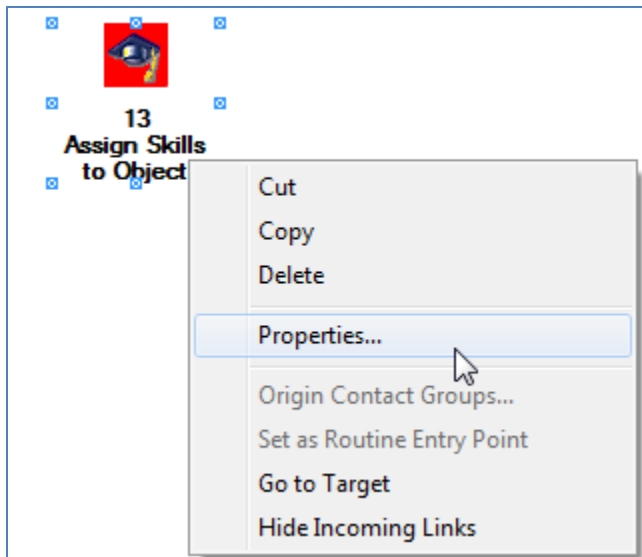 13
Assign Skills
to Object
Cut
Copy
Delete
Properties...
Origin Contact Groups...
Set as Routine Entry Point
Go to Target
Hide Incoming Links